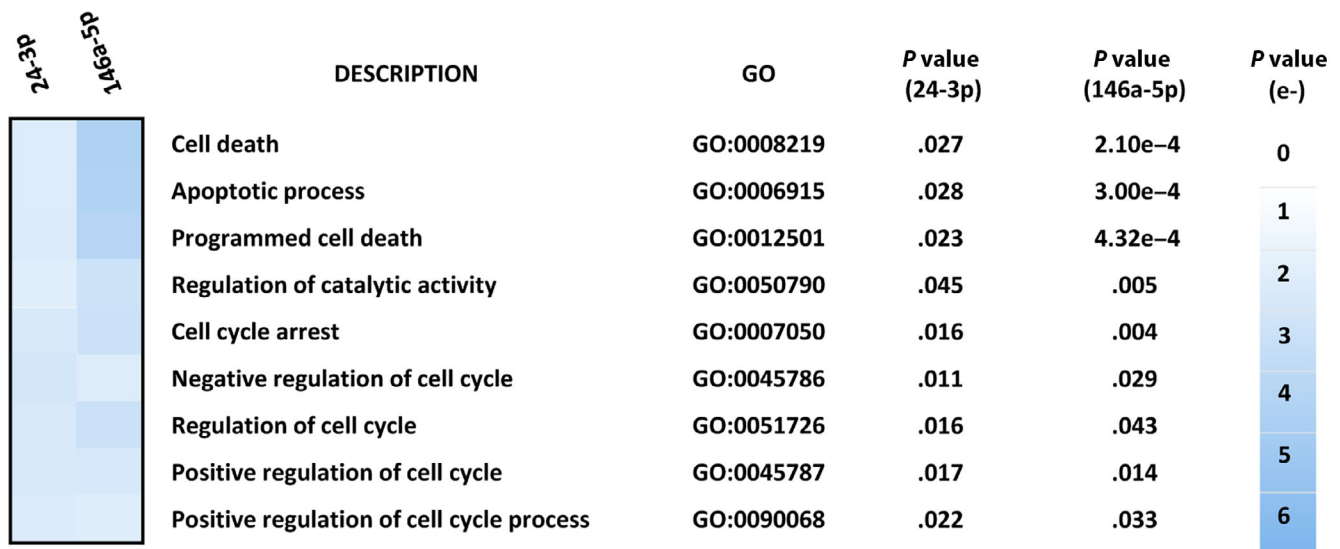 24-3p 146a-5p
DESCRIPTION GO P value (24-3p) P value (146a-5p) P value (e-)
Cell death GO:0008219 .027 2.10e–4
Apoptotic process GO:0006915 .028 3.00e–4
Programmed cell death GO:0012501 .023 4.32e–4
Regulation of catalytic activity GO:0050790 .045 .005
Cell cycle arrest GO:0007050 .016 .004
Negative regulation of cell cycle GO:0045786 .011 .029
Regulation of cell cycle GO:0051726 .016 .043
Positive regulation of cell cycle GO:0045787 .017 .014
Positive regulation of cell cycle process GO:0090068 .022 .033
0
1
2
3
4
5
6